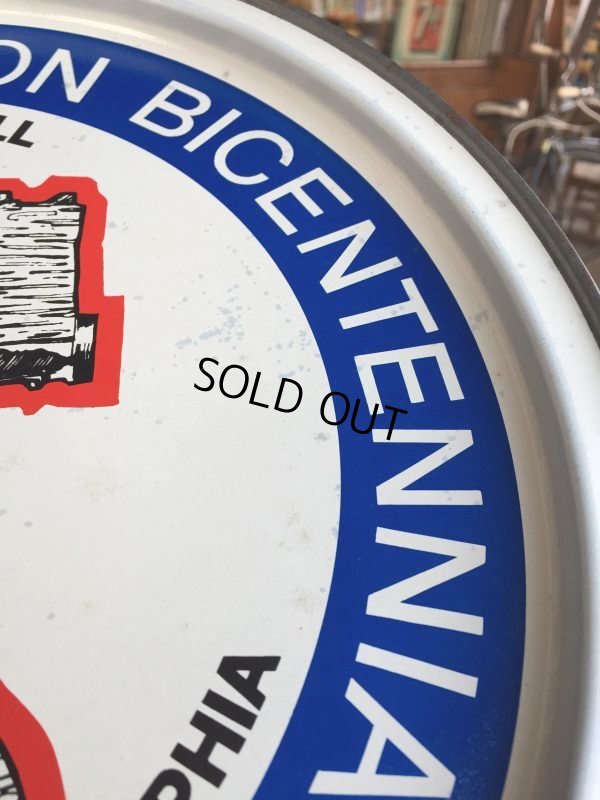 ON BICENTENNIA
LL
SOLD OUT
PHIA